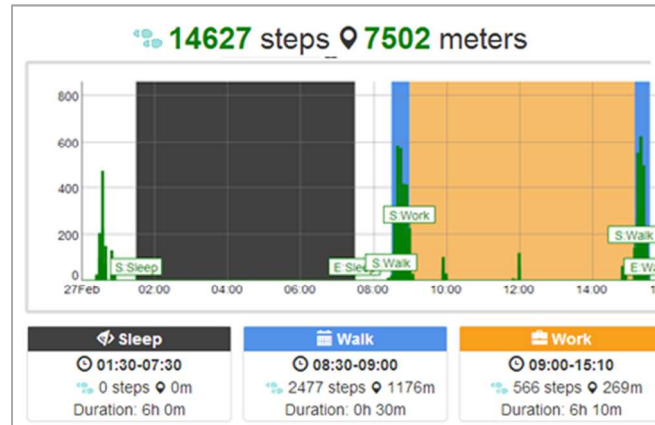 14627 steps 7502 meters
800
600
400
200
0
S:Work
S:Walk
S:Sleep
E:Sleep
S:Walk
27Feb 02:00 04:00 06:00 08:00 10:00 12:00 14:00
Sleep
01:30-07:30
0 steps 0m
Duration: 6h 0m
Walk
08:30-09:00
2477 steps 1176m
Duration: 0h 30m
Work
09:00-15:10
566 steps 269m
Duration: 6h 10m